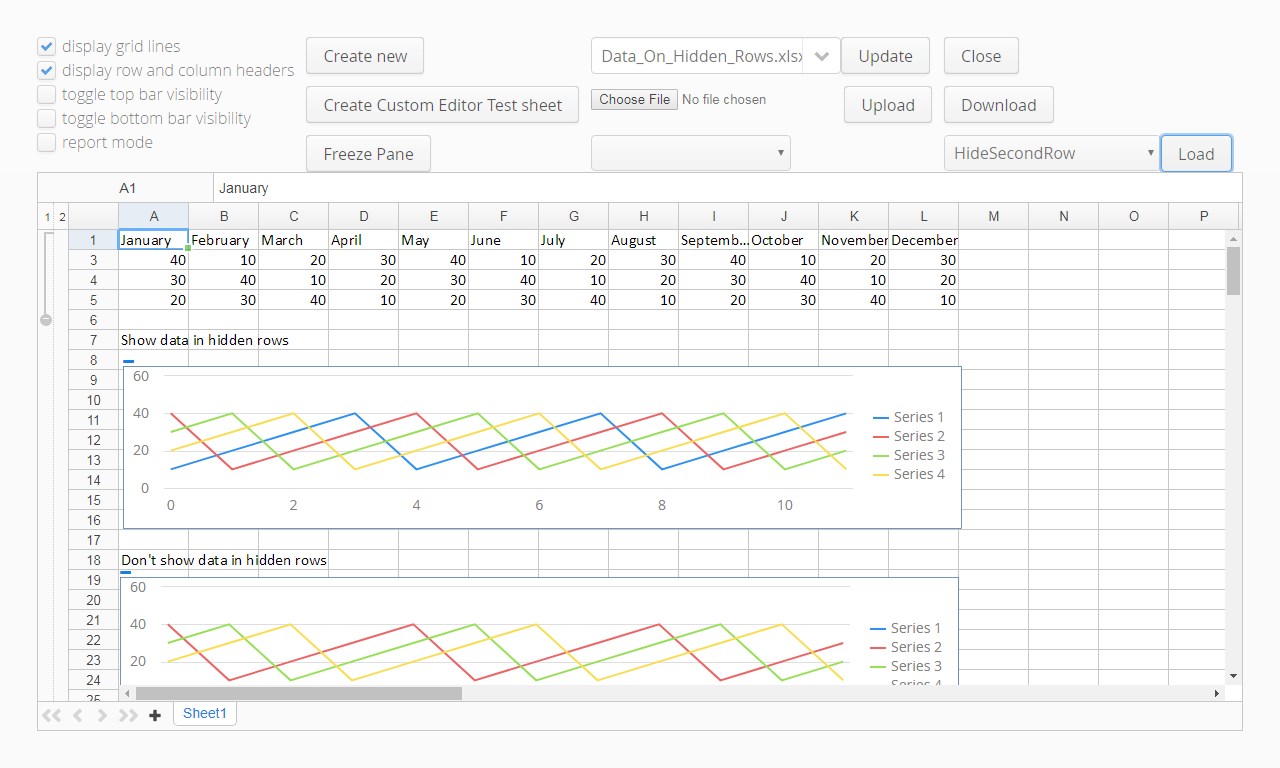 display grid lines
display row and column headers
toggle top bar visibility
toggle bottom bar visibility
report mode
Create new
Data_On_Hidden_Rows.xlsx
Update
Close
Create Custom Editor Test sheet
Choose File No file chosen
Upload
Download
Freeze Pane
HideSecondRow
Load
A1 January
1 2 A B C D E F G H I J K L M N O P
1 January February March April May June July August Septemb... October November December
3 40 10 20 30 40 10 20 30 40 10 20 30
4 30 40 10 20 30 40 10 20 30 40 10 20
5 20 30 40 10 20 30 40 10 20 30 40 10
6
7 Show data in hidden rows
8
9
10
11
12
13
14
15
16
60
40
20
0
0 2 4 6 8 10
Series 1
Series 2
Series 3
Series 4
17
18 Don't show data in hidden rows
19
20
21
22
23
24
25
60
40
20
Series 1
Series 2
Series 3
Series 4
Sheet1